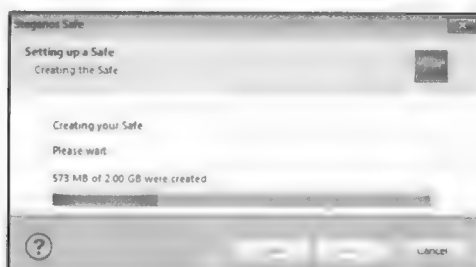 Steganos Safe
Setting up a Safe
Creating the Safe
Creating your Safe
Please wait
573 MB of 2.00 GB were created
?
Cancel